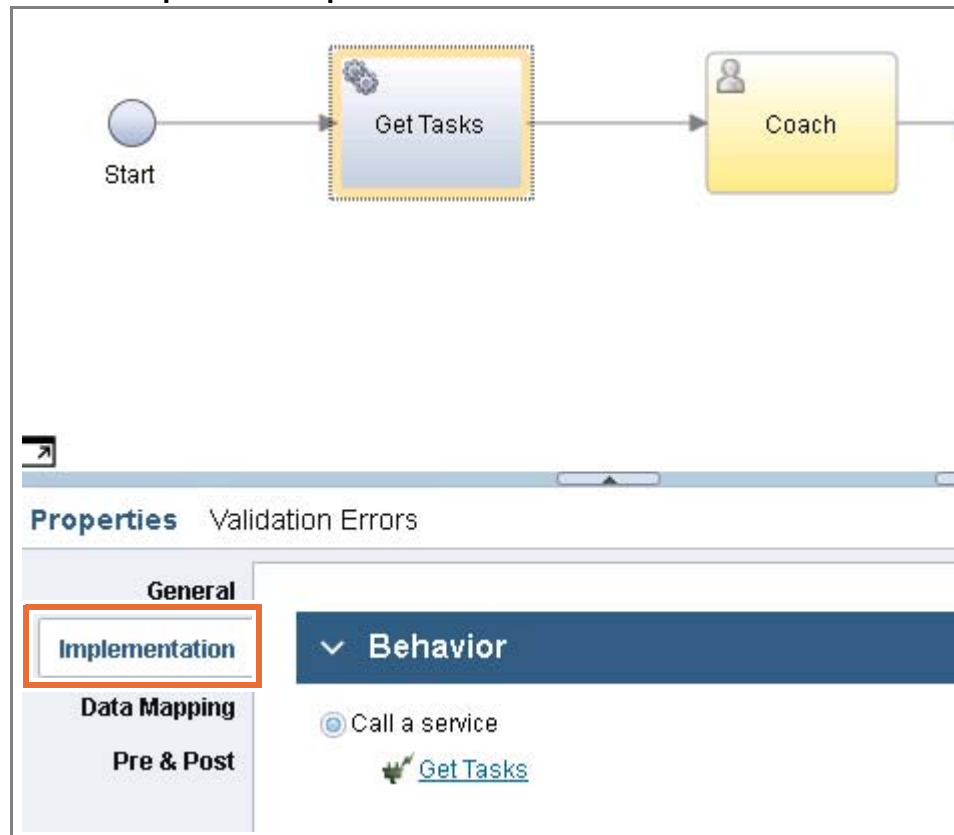 Get Tasks
Coach
Start
Properties Validation Errors
General
Implementation
Behavior
Data Mapping
Call a service
Pre & Post
Get Tasks